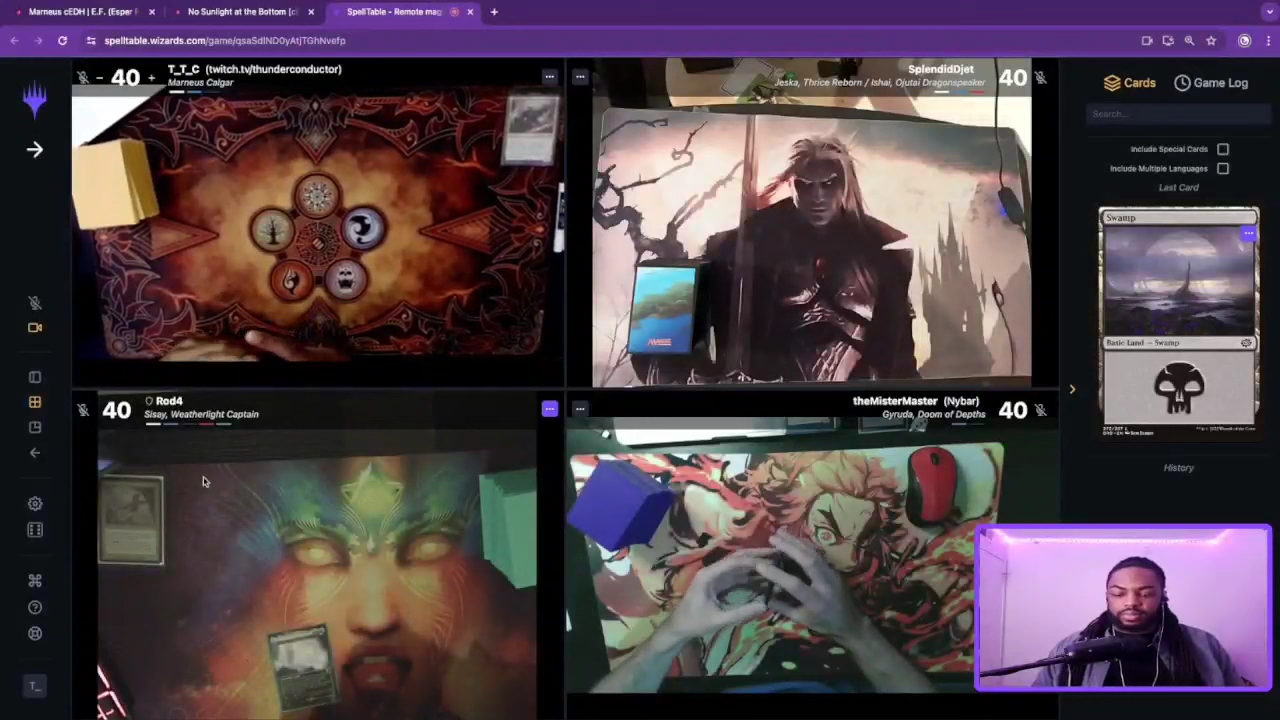 Marneus cEDH | E.F. (Esper
No Sunlight at the Bottom [c
SpellTable - Remote mag
spelltable.wizards.com/game/qsaSdIND0yAtjTGhNvefp
- 40 +
T_T_C (twitch.tv/thunderconductor)
Marneus Calgar
SplendidDjet
Jeska, Thrice Reborn / Ishai, Ojutai Dragonspeaker
40
MAGIC
40
Rod4
Sisay, Weatherlight Captain
theMisterMaster (Nybar)
Gyruda, Doom of Depths
40
Cards
Game Log
Search...
Include Special Cards
Include Multiple Languages
Last Card
Swamp
Basic Land — Swamp
History
T_